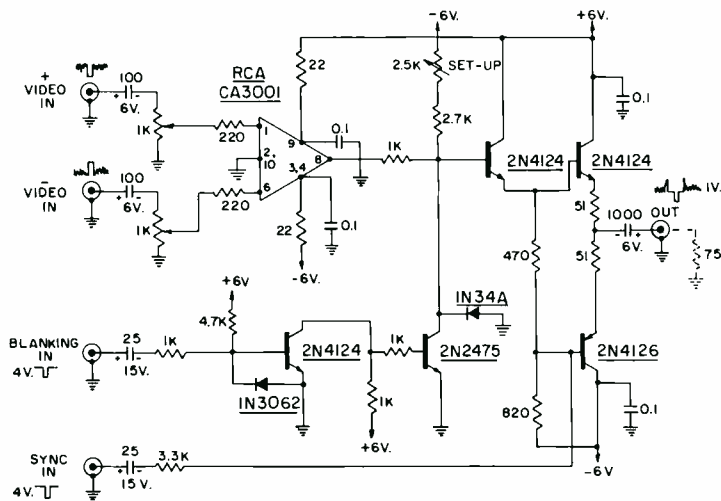 -6V.
+6V.
2.5K
SET-UP
22
RCA
CA3001
+
VIDEO
IN
100
+ 6V. -
1K
220
1
2,
10
6
9
3,4
8
0.1
1K
2.7K
0.1
2N4124
2N4124
-
VIDEO
IN
100
+ 6V. -
1K
220
22
-6V.
0.1
51
1000
- 6V. +
OUT
1V.
75
470
51
+6V
4.7K
IN34A
BLANKING
IN
4V.
25
+ 15V.
1K
2N4124
1K
2N2475
2N4126
IN3062
1K
+6V.
820
0.1
-6V
SYNC
IN
4V.
25
+ 15V.
3.3K